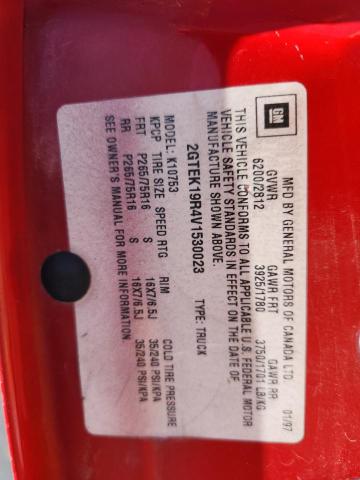 GM
MFD BY GENERAL MOTORS OF CANADA LTD. 01/97
GVWR GAWR FRT GAWR RR
6200/2812 3925/1780 3750/1701 LB/KG
THIS VEHICLE CONFORMS TO ALL APPLICABLE U.S. FEDERAL MOTOR
VEHICLE SAFETY STANDARDS IN EFFECT ON THE DATE OF
MANUFACTURE SHOWN ABOVE.
2GTEK19R4V1530023 TYPE: TRUCK
MODEL: K10753
KPCP TIRE SIZE SPEED RTG RIM COLD TIRE PRESSURE
FRT P265/75R16 S 16X7/6.5J 35/240 PSI/KPA
RR P265/75R16 S 16X7/6.5J 35/240 PSI/KPA
SEE OWNER'S MANUAL FOR MORE INFORMATION.